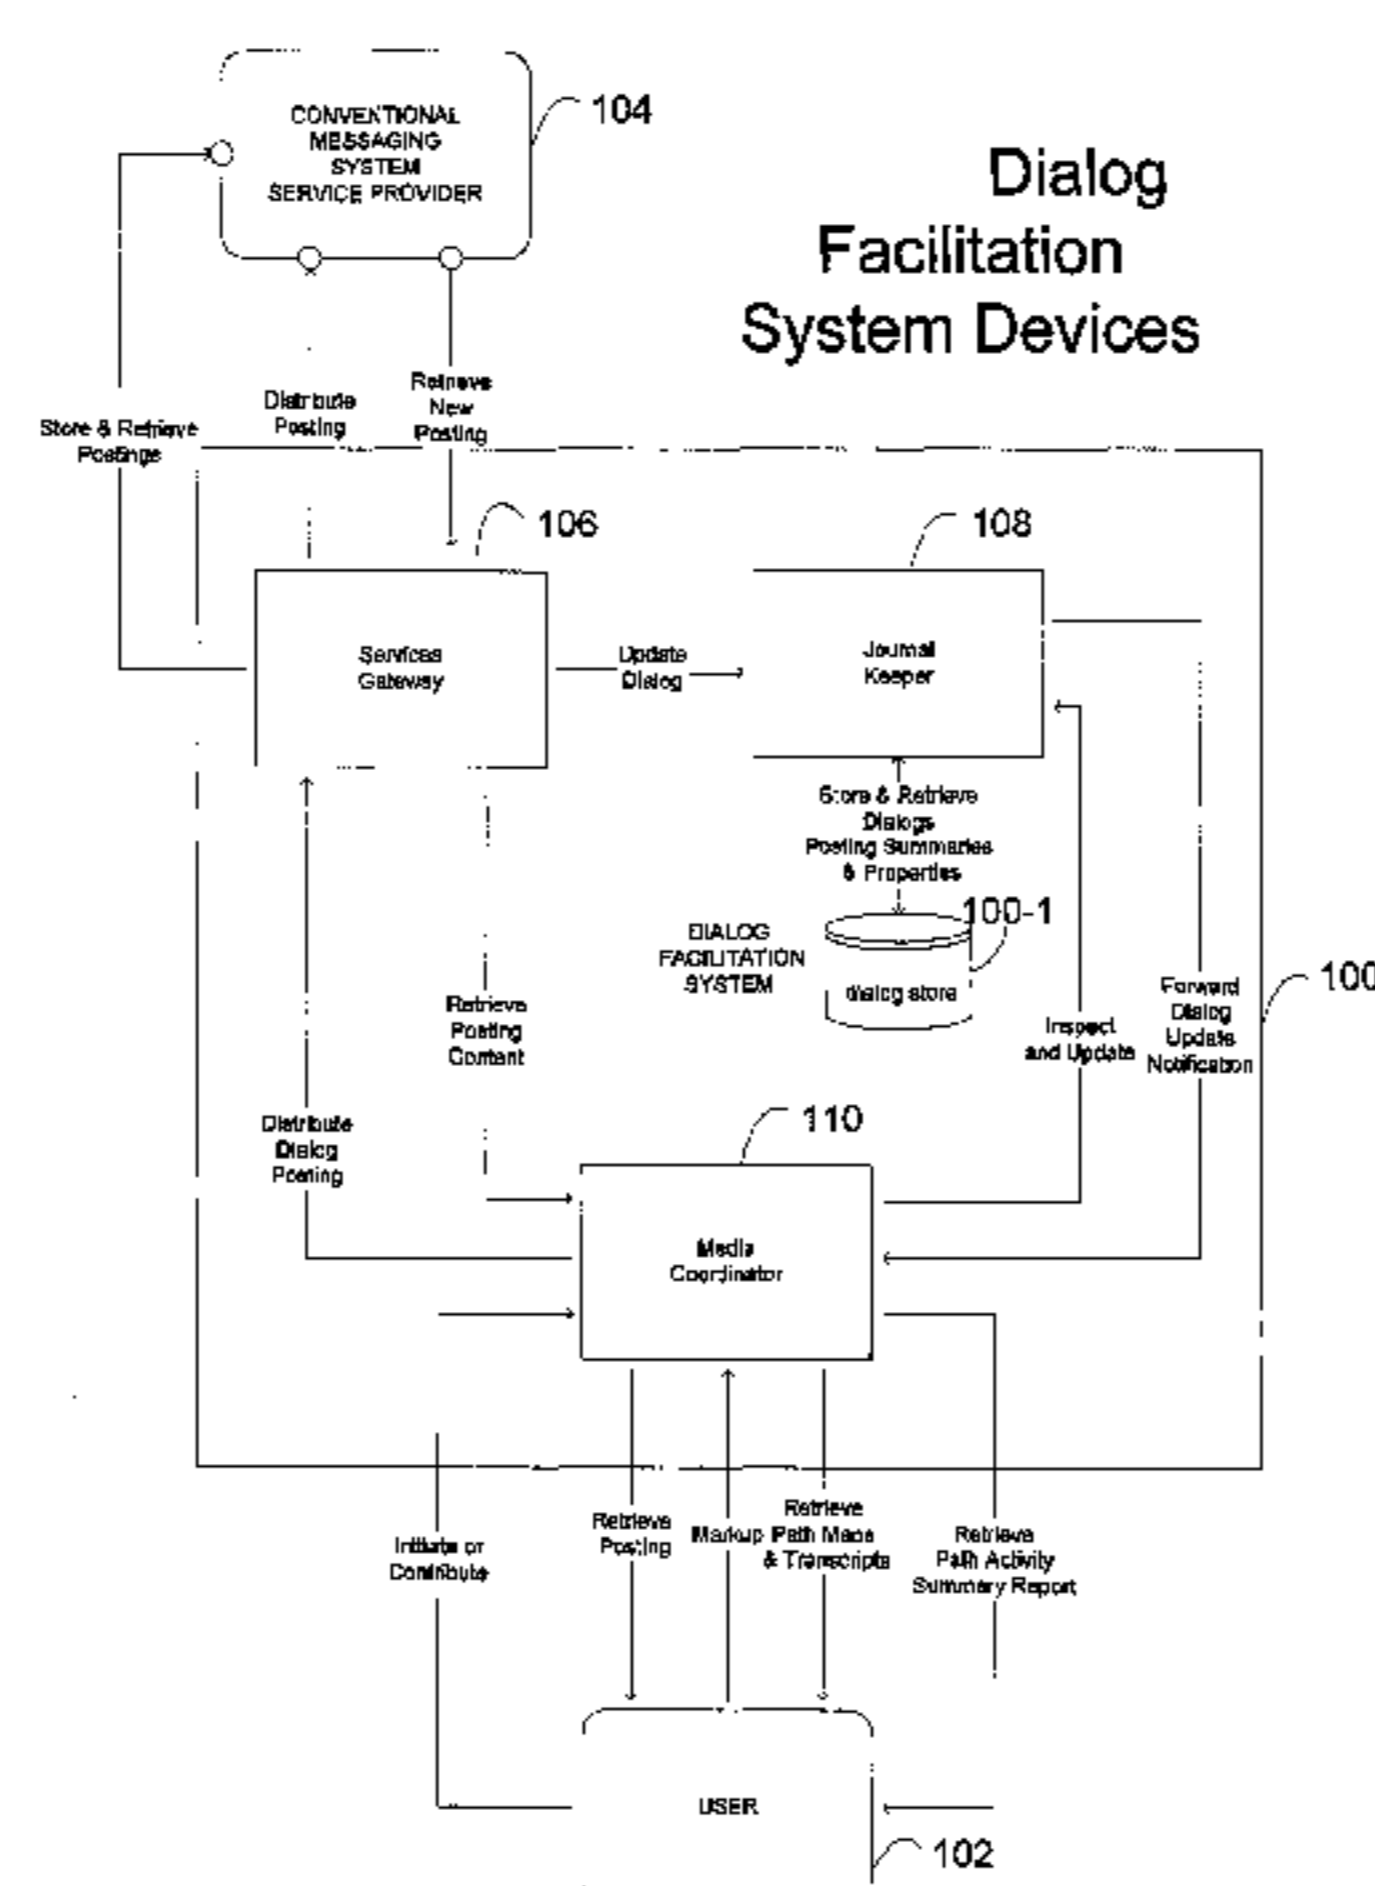 CONVENTIONAL
MESSAGING
SYSTEM
SERVICE PROVIDER
104
Dialog
Facilitation
System Devices
Store & Retrieve
Postings
Distribute
Posting
Retrieve
New
Posting
106
108
Services
Gateway
Update
Dialog
Journal
Keeper
Store & Retrieve
Dialogs
Posting Summaries
& Properties
100-1
DIALOG
FACILITATION
SYSTEM
dialog store
100
Retrieve
Posting
Content
Inspect
and Update
Forward
Dialog
Update
Notification
Distribute
Dialog
Posting
110
Media
Coordinator
Initiate or
Contribute
Retrieve
Posting
Markup
Retrieve
Path Maps
& Transcripts
Retrieve
Path Activity
Summary Report
USER
102